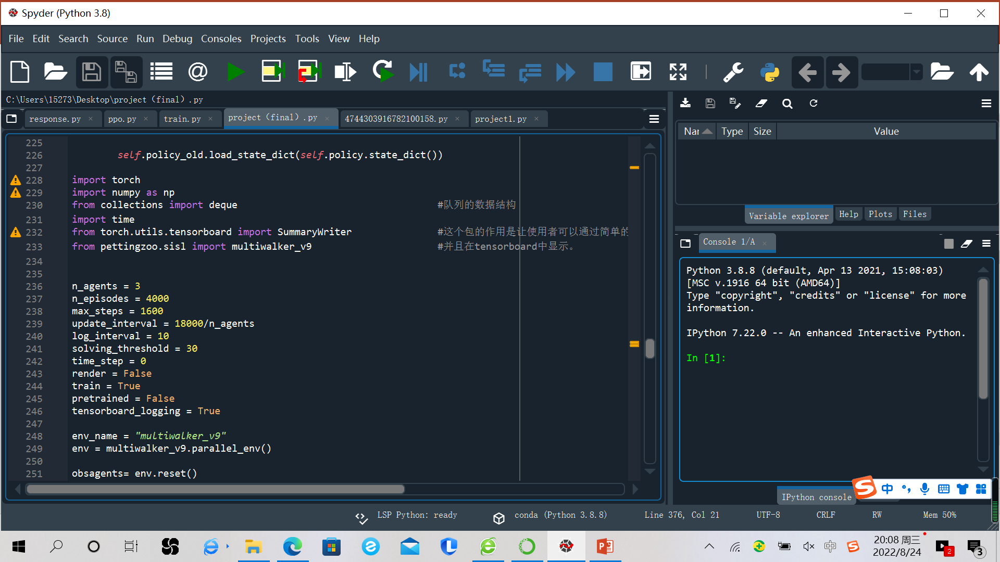 Spyder (Python 3.8)
File Edit Search Source Run Debug Consoles Projects Tools View Help
C:\Users\15273\Desktop\project（final）.py
response.py ppo.py train.py project（final）.py 4744303916782100158.py project1.py
225
226 self.policy_old.load_state_dict(self.policy.state_dict())
227
228 import torch
229 import numpy as np
230 from collections import deque #队列的数据结构
231 import time
232 from torch.utils.tensorboard import SummaryWriter #这个包的作用是让使用者可以通过简单的
233 from pettingzoo.sisl import multiwalker_v9 #并且在tensorboard中显示。
234
235
236 n_agents = 3
237 n_episodes = 4000
238 max_steps = 1600
239 update_interval = 18000/n_agents
240 log_interval = 10
241 solving_threshold = 30
242 time_step = 0
243 render = False
244 train = True
245 pretrained = False
246 tensorboard_logging = True
247
248 env_name = "multiwalker_v9"
249 env = multiwalker_v9.parallel_env()
250
251 obsagents= env.reset()
Nar Type Size Value
Variable explorer Help Plots Files
Console 1/A
Python 3.8.8 (default, Apr 13 2021, 15:08:03)
[MSC v.1916 64 bit (AMD64)]
Type "copyright", "credits" or "license" for more
information.
IPython 7.22.0 -- An enhanced Interactive Python.
In [1]:
中
IPython console
LSP Python: ready conda (Python 3.8.8) Line 376, Col 21 UTF-8 CRLF RW Mem 50%
中
20:08 周三
2022/8/24
2
3